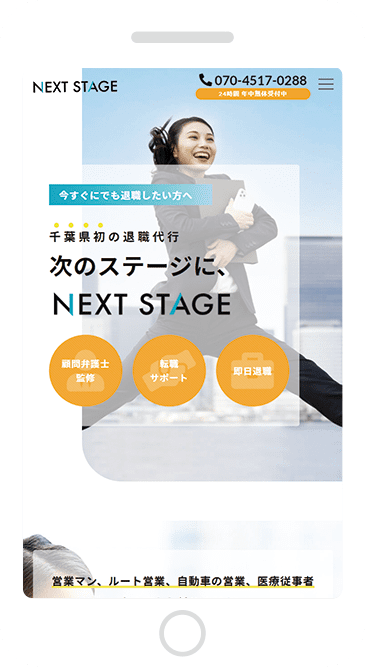 NEXT STAGE
070-4517-0288
24時間 年中無休受付中
今すぐにでも退職したい方へ
千葉県初の退職代行
次のステージに、
NEXT STAGE
顧問弁護士
監修
転職
サポート
即日退職
営業マン、ルート営業、自動車の営業、医療従事者